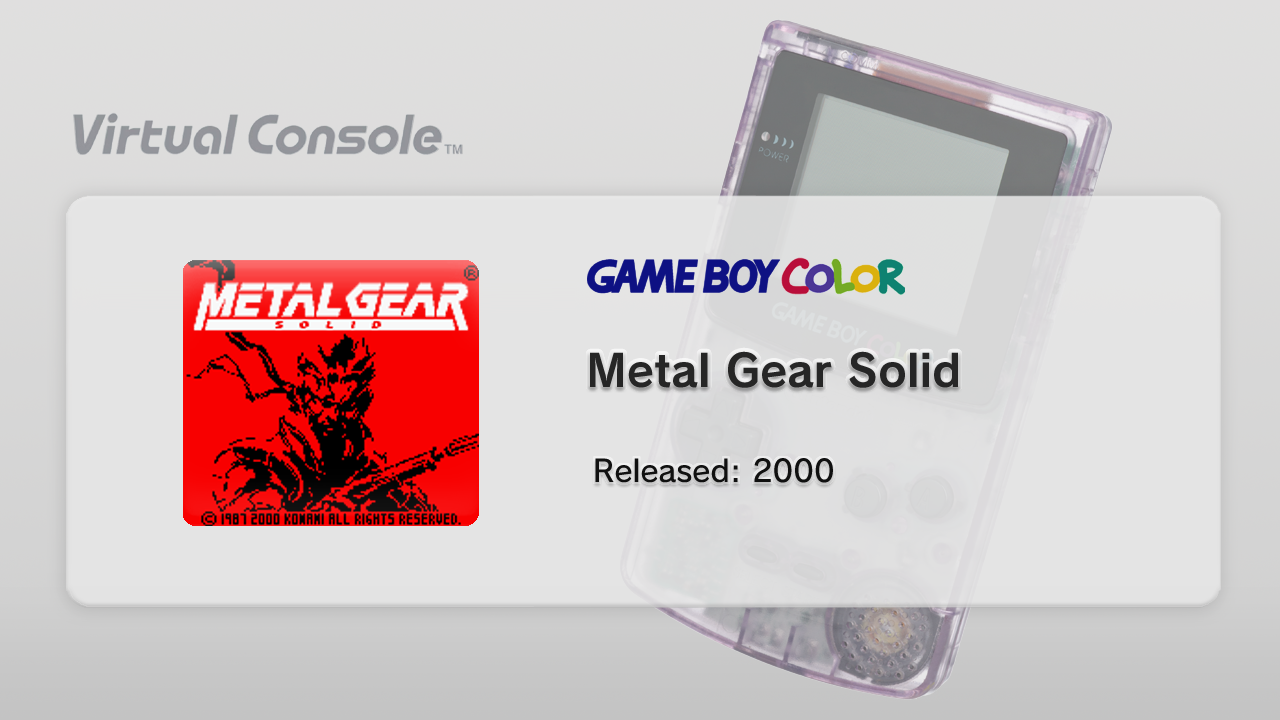 Virtual Console™
POWER
METAL GEAR®
SOLID
© 1987 2000 KONAMI ALL RIGHTS RESERVED.
GAME BOY COLOR
GAME BOY
Metal Gear Solid
Released: 2000